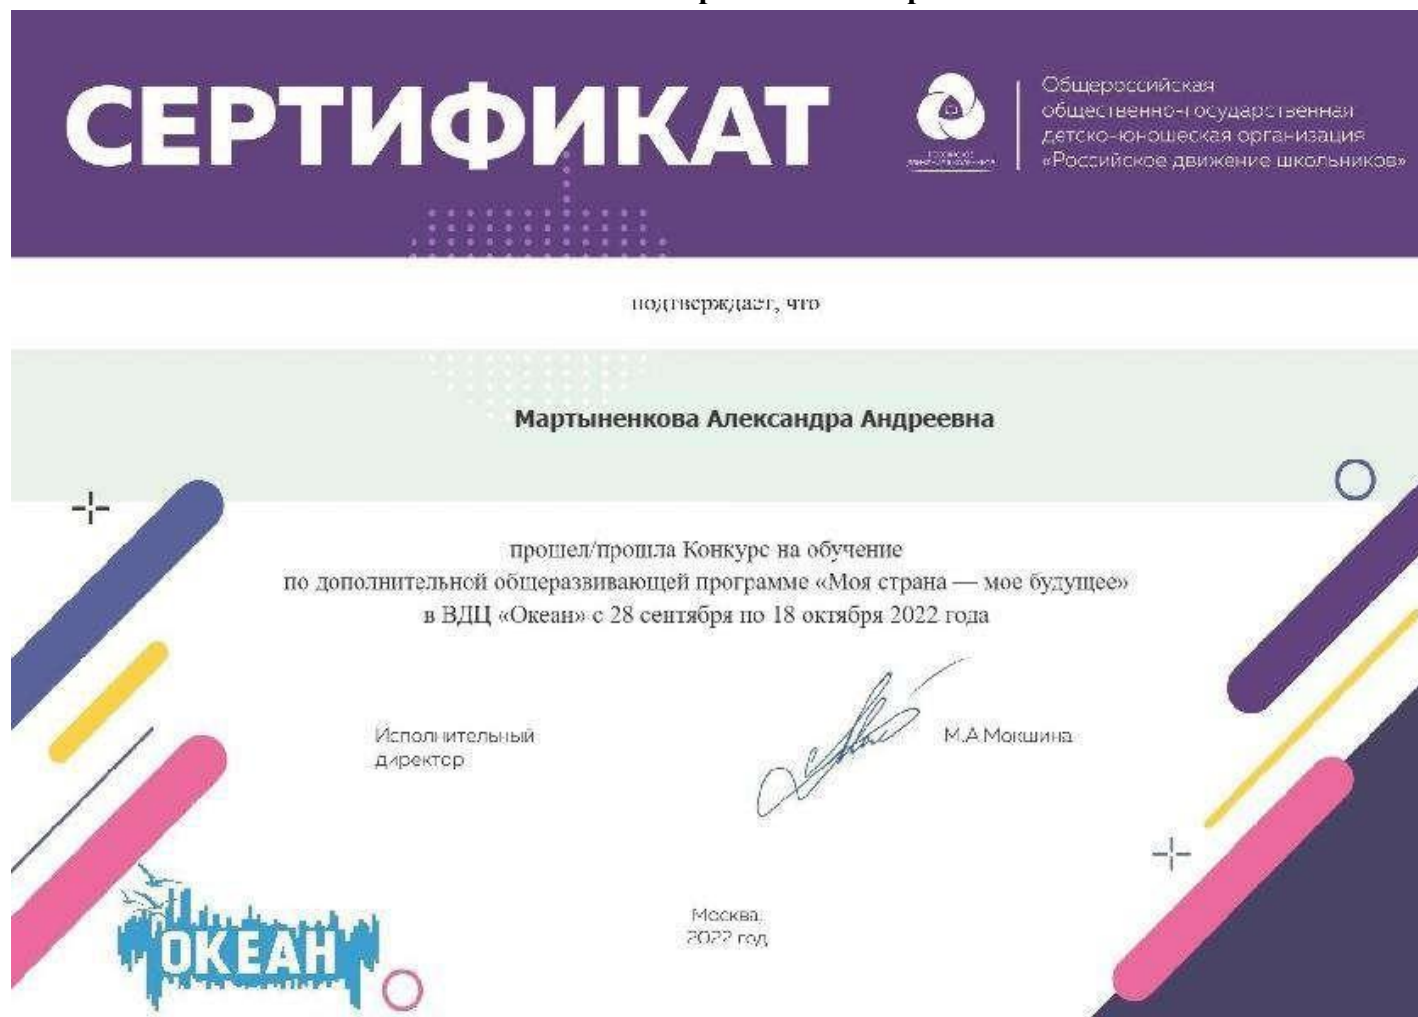 СЕРТИФИКАТ
Общероссийская
общественно-государственная
детско-юношеская организация
«Российское движение школьников»
подтверждает, что
Мартыненкова Александра Андреевна
прошел/прошла Конкурс на обучение
по дополнительной общеразвивающей программе «Моя страна — мое будущее»
в ВДЦ «Океан» с 28 сентября по 18 октября 2022 года
Исполнительный
директор
М.А.Мокшина
ОКЕАН
Москва,
2022 год